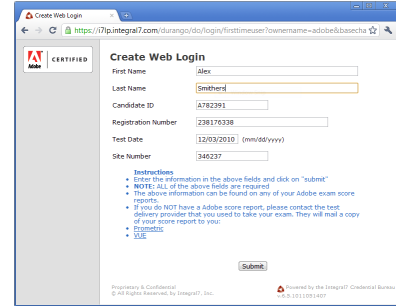 Create Web Login
https://i7lp.integral7.com/durango/do/login/firsttimeuser?ownername=adobe&basecha
Adobe
CERTIFIED
Create Web Login
First Name Alex
Last Name Smithers
Candidate ID A782391
Registration Number 238176338
Test Date 12/03/2010 (mm/dd/yyyy)
Site Number 346237
Instructions
• Enter the information in the above fields and click on "submit"
• NOTE: ALL of the above fields are required
• The above information can be found on any of your Adobe exam score
reports.
• If you do NOT have a Adobe score report, please contact the test
delivery provider that you used to take your exam. They will mail a copy
of your score report to you:
• Prometric
• VUE
Submit
Proprietary & Confidential
© All Rights Reserved, by Integral7, Inc.
Powered by the Integral7 Credential Bureau
v.8.8-1011081407